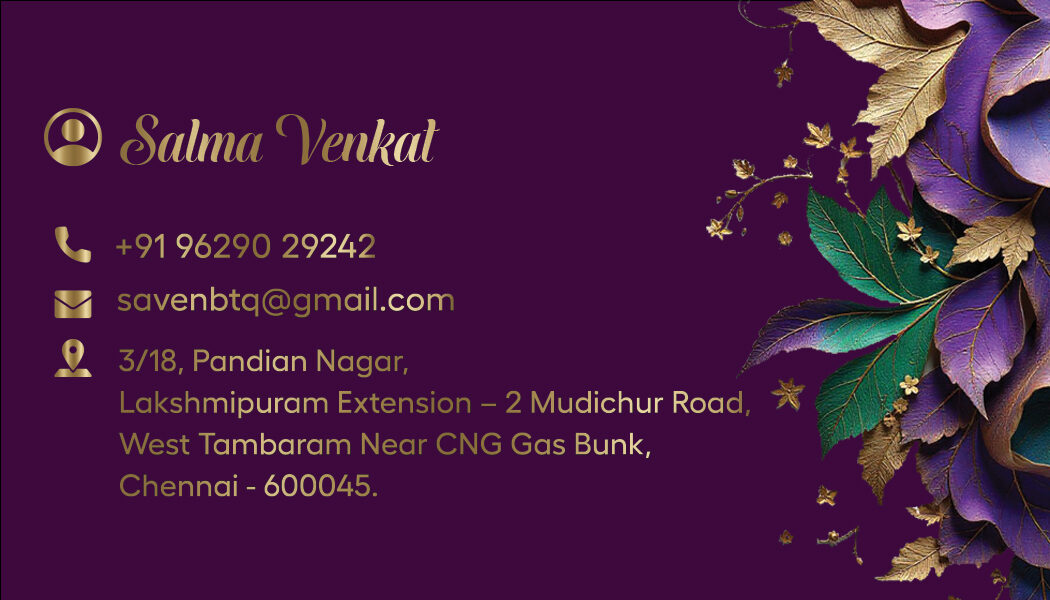 Salma Venkat
+91 96290 29242
savenbtq@gmail.com
3/18, Pandian Nagar,
Lakshmipuram Extension – 2 Mudichur Road,
West Tambaram Near CNG Gas Bunk,
Chennai - 600045.